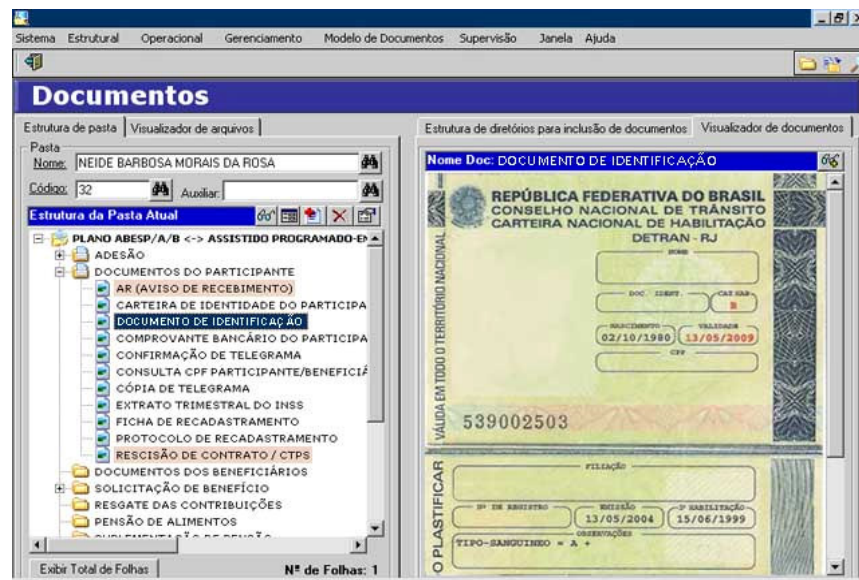 Sistema Estrutural Operacional Gerenciamento Modelo de Documentos Supervisão Janela Ajuda
Documentos
Estrutura de pasta Visualizador de arquivos
Pasta
Nome: NEIDE BARBOSA MORAIS DA ROSA
Código: 32 Auxiliar:
Estrutura da Pasta Atual
PLANO ABESP/A/B <-> ASSISTIDO PROGRAMADO-E
ADESÃO
DOCUMENTOS DO PARTICIPANTE
AR (AVISO DE RECEBIMENTO)
CARTEIRA DE IDENTIDADE DO PARTICIPA
DOCUMENTO DE IDENTIFICAÇÃO
COMPROVANTE BANCÁRIO DO PARTICIPA
CONFIRMAÇÃO DE TELEGRAMA
CONSULTA CPF PARTICIPANTE/BENEFICIÁ
CÓPIA DE TELEGRAMA
EXTRATO TRIMESTRAL DO INSS
FICHA DE RECADASTRAMENTO
PROTOCOLO DE RECADASTRAMENTO
RESCISÃO DE CONTRATO / CTPS
DOCUMENTOS DOS BENEFICIÁRIOS
SOLICITAÇÃO DE BENEFÍCIO
RESGATE DAS CONTRIBUIÇÕES
PENSÃO DE ALIMENTOS
Exibir Total de Folhas Nº de Folhas: 1
Estrutura de diretórios para inclusão de documentos Visualizador de documentos
Nome Doc: DOCUMENTO DE IDENTIFICAÇÃO
REPÚBLICA FEDERATIVA DO BRASIL
CONSELHO NACIONAL DE TRÂNSITO
CARTEIRA NACIONAL DE HABILITAÇÃO
DETRAN - RJ
NOME
DOC. IDENT. CAT.HAB.
B
NASCIMENTO VALIDADE
02/10/1980 13/05/2009
CPF
VÁLIDA EM TODO O TERRITÓRIO NACIONAL
539002503
FILIAÇÃO
Nº DE REGISTRO EMISSÃO 1ª HABILITAÇÃO
13/05/2004 15/06/1999
OBSERVAÇÕES
TIPO-SANGUINEO = A +
O PLASTIFICAR